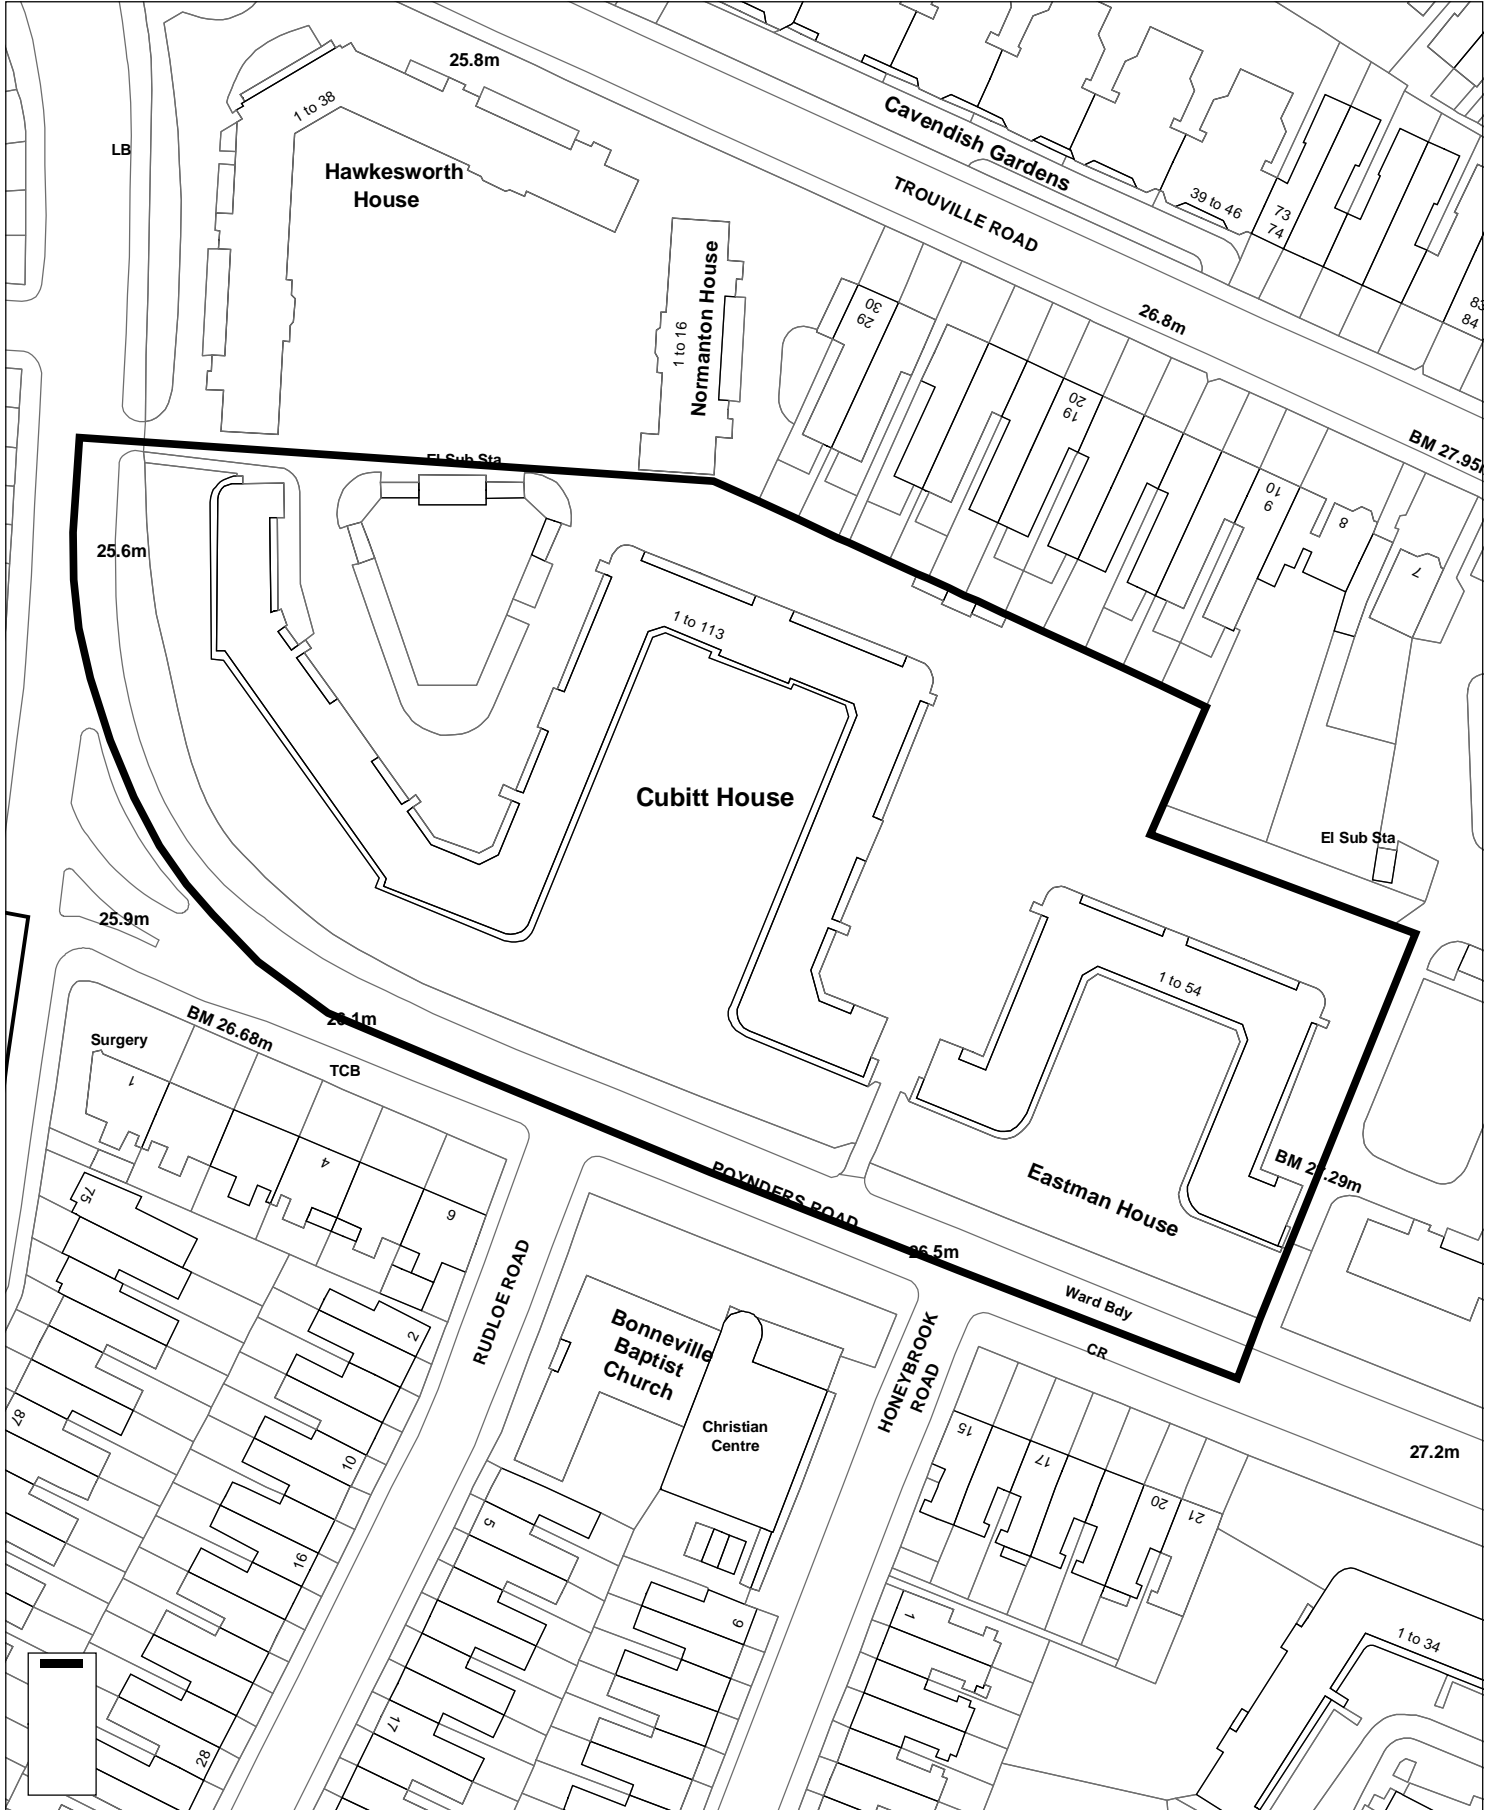 25.8m
Cavendish Gardens
1 to 38
LB
Hawkesworth
House
TROUVILLE ROAD
39 to 46
73
74
Normanton House
1 to 16
30
29
26.8m
83
84
20
19
BM 27.95m
El Sub Sta
10
9
8
7
25.6m
1 to 113
Cubitt House
El Sub Sta
25.9m
1 to 54
26.1m
BM 26.68m
Surgery
TCB
1
4
6
75
POYNDERS ROAD
Eastman House
BM 27.29m
26.5m
Ward Bdy
RUDLOE ROAD
Bonneville
Baptist
Church
HONEYBROOK
ROAD
CR
2
Christian
Centre
87
10
15
17
27.2m
20
21
16
5
9
1
1 to 34
17
28